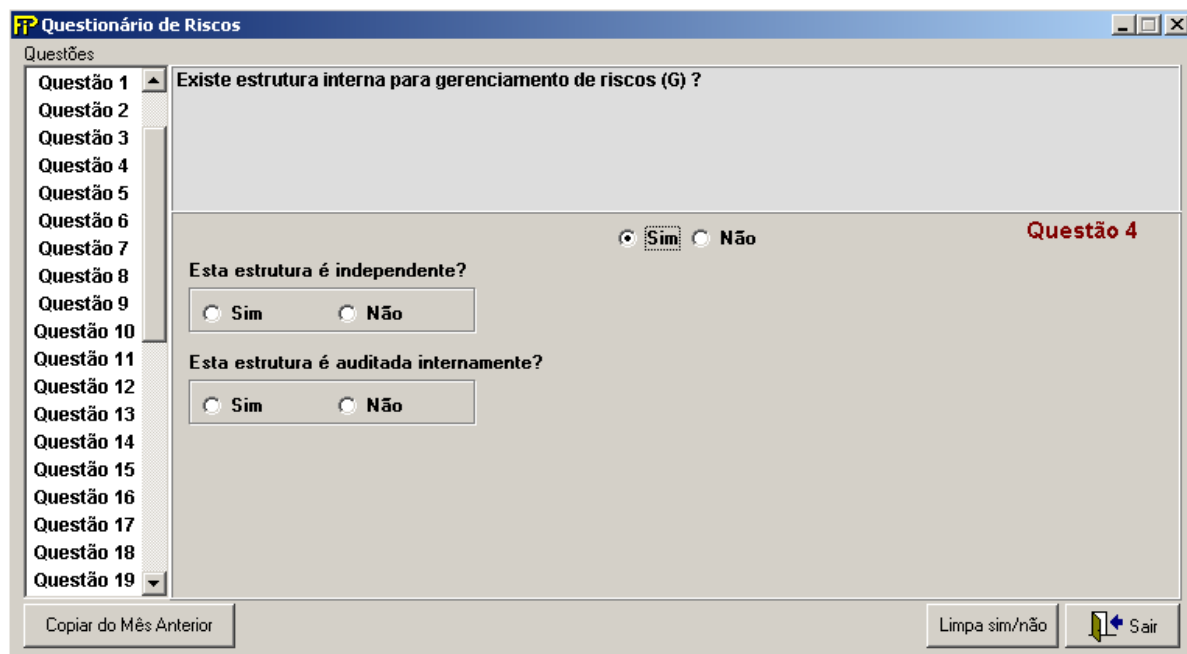 FiP Questionário de Riscos
Questões
Questão 1
Questão 2
Questão 3
Questão 4
Questão 5
Questão 6
Questão 7
Questão 8
Questão 9
Questão 10
Questão 11
Questão 12
Questão 13
Questão 14
Questão 15
Questão 16
Questão 17
Questão 18
Questão 19
Existe estrutura interna para gerenciamento de riscos (G) ?
Sim Não Questão 4
Esta estrutura é independente?
Sim Não
Esta estrutura é auditada internamente?
Sim Não
Copiar do Mês Anterior Limpa sim/não Sair